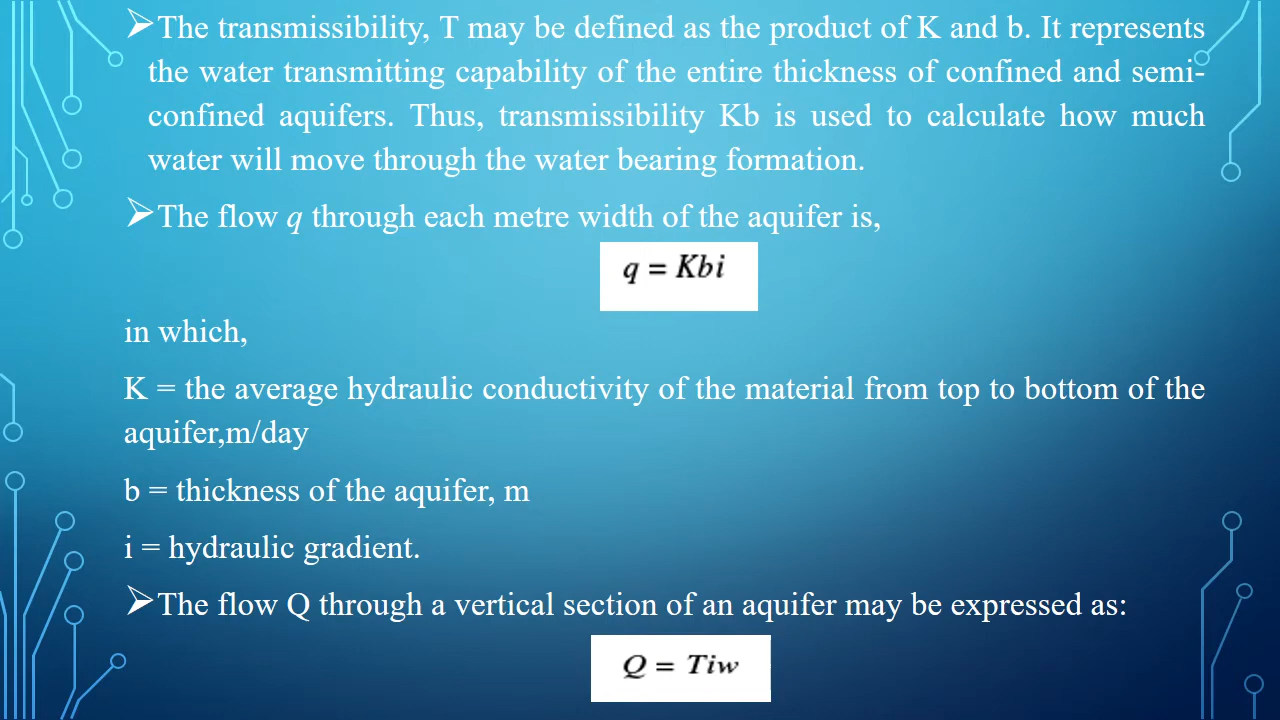 ➢The transmissibility, T may be defined as the product of K and b. It represents
the water transmitting capability of the entire thickness of confined and semi-
confined aquifers. Thus, transmissibility Kb is used to calculate how much
water will move through the water bearing formation.
➢The flow q through each metre width of the aquifer is,
q = Kbi
in which,
K = the average hydraulic conductivity of the material from top to bottom of the
aquifer,m/day
b = thickness of the aquifer, m
i = hydraulic gradient.
➢The flow Q through a vertical section of an aquifer may be expressed as:
Q = Tiw